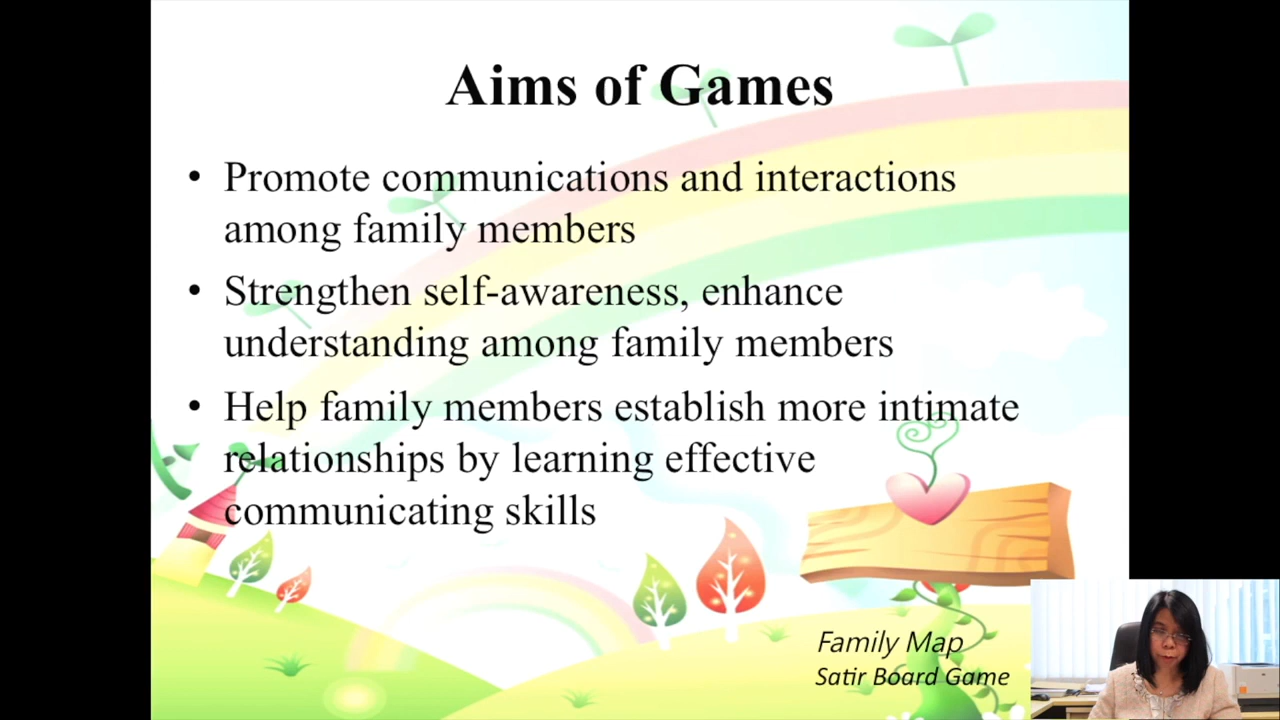 Aims of Games
• Promote communications and interactions
among family members
• Strengthen self-awareness, enhance
understanding among family members
• Help family members establish more intimate
relationships by learning effective
communicating skills
Family Map
Satir Board Game